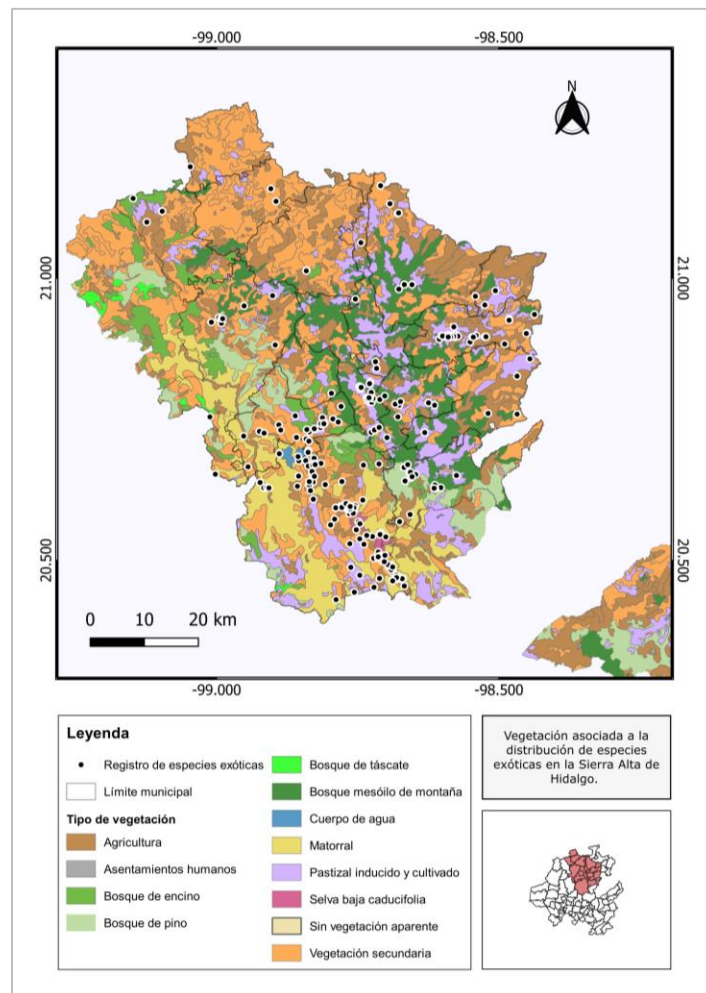 -99.000
-98.500
N
21.000
21.000
20.500
20.500
0
10
20 km
-99.000
-98.500
Leyenda
Registro de especies exóticas
Límite municipal
Tipo de vegetación
Agricultura
Asentamientos humanos
Bosque de encino
Bosque de pino
Bosque de táscate
Bosque mesóilo de montaña
Cuerpo de agua
Matorral
Pastizal inducido y cultivado
Selva baja caducifolia
Sin vegetación aparente
Vegetación secundaria
Vegetación asociada a la
distribución de especies
exóticas en la Sierra Alta de
Hidalgo.